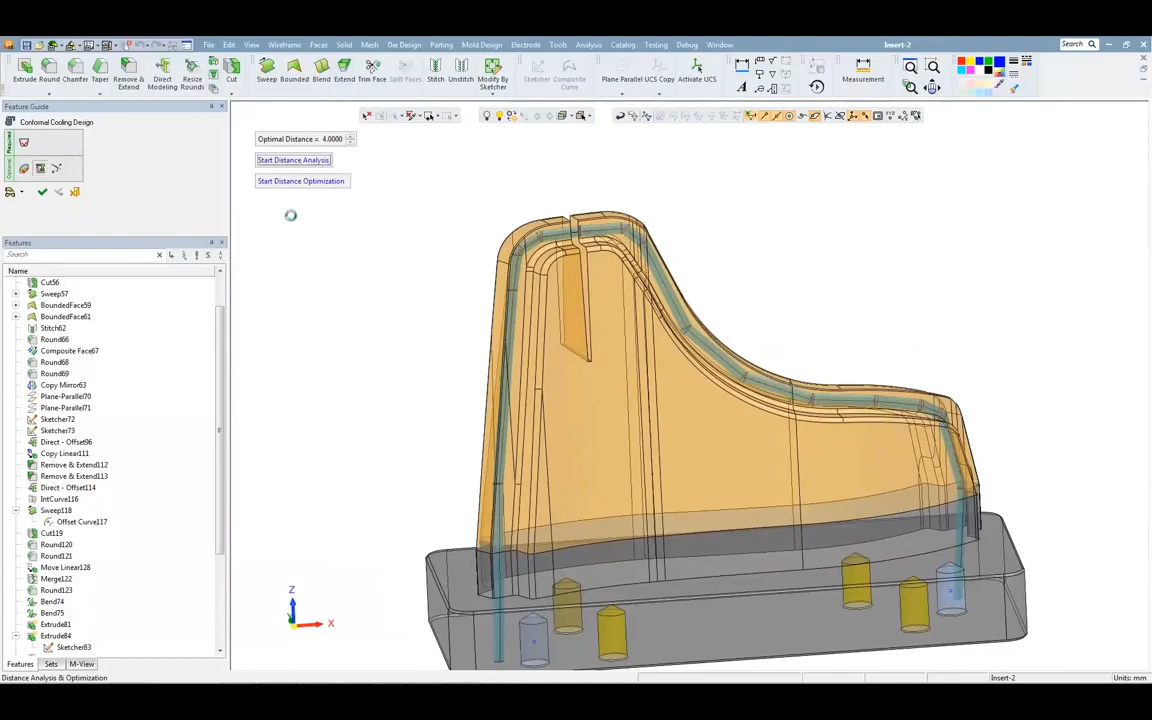 File Edit View Wireframe Faces Solid Mesh Die Design Parting Mold Design Electrode Tools Analysis Catalog Testing Debug Window
Insert-2
Search
Extrude Round Chamfer Taper Remove & Extend Direct Modeling Resize Rounds Cut Sweep Bounded Blend Extend Trim Face Split Faces Stitch Unstitch Modify By Sketcher Sketcher Composite Curve Plane Parallel UCS Copy Activate UCS Measurement
Feature Guide
Conformal Cooling Design
Required
Optional
Optimal Distance = 4.0000
Start Distance Analysis
Start Distance Optimization
Features
Search
Name
Cut56
Sweep57
BoundedFace59
BoundedFace61
Stitch62
Round66
Composite Face67
Round68
Round69
Copy Mirror63
Plane-Parallel70
Plane-Parallel71
Sketcher72
Sketcher73
Direct - Offset96
Copy Linear111
Remove & Extend112
Remove & Extend113
Direct - Offset114
IntCurve116
Sweep118
Offset Curve117
Cut119
Round120
Round121
Move Linear128
Merge122
Round123
Bend74
Bend75
Extrude81
Extrude84
Sketcher83
Z
X
Features Sets M-View
Distance Analysis & Optimization
Insert-2
Units: mm